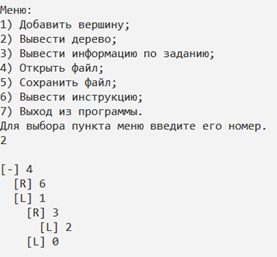 Меню:
1) Добавить вершину;
2) Вывести дерево;
3) Вывести информацию по заданию;
4) Открыть файл;
5) Сохранить файл;
6) Вывести инструкцию;
7) Выход из программы.
Для выбора пункта меню введите его номер.
2
[-] 4
[R] 6
[L] 1
[R] 3
[L] 2
[L] 0